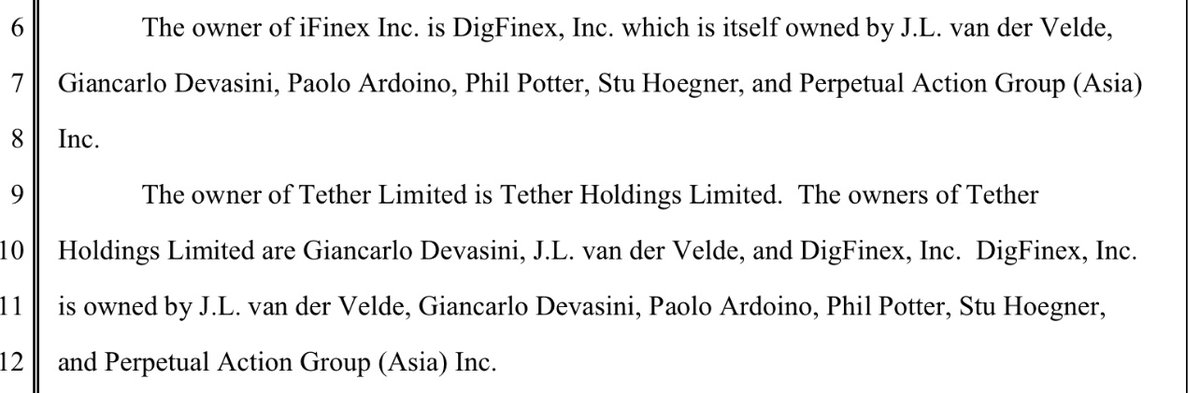 6 The owner of iFinex Inc. is DigFinex, Inc. which is itself owned by J.L. van der Velde,
7 Giancarlo Devasini, Paolo Ardoino, Phil Potter, Stu Hoegner, and Perpetual Action Group (Asia)
8 Inc.
9 The owner of Tether Limited is Tether Holdings Limited.  The owners of Tether
10 Holdings Limited are Giancarlo Devasini, J.L. van der Velde, and DigFinex, Inc.  DigFinex, Inc.
11 is owned by J.L. van der Velde, Giancarlo Devasini, Paolo Ardoino, Phil Potter, Stu Hoegner,
12 and Perpetual Action Group (Asia) Inc.